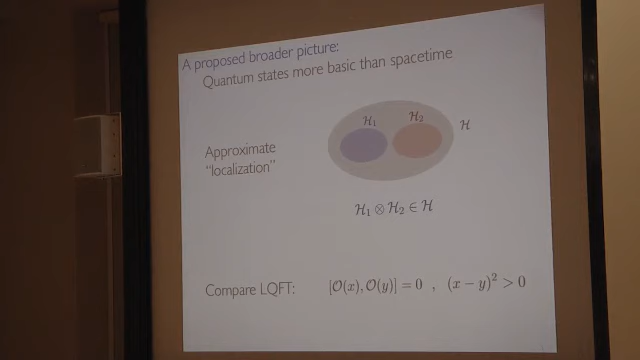 A proposed broader picture:
Quantum states more basic than spacetime
ℋ₁ ℋ₂ ℋ
Approximate
"localization"
ℋ₁ ⊗ ℋ₂ ∈ ℋ
Compare LQFT: [𝒪(x), 𝒪(y)] = 0 , (x − y)² > 0